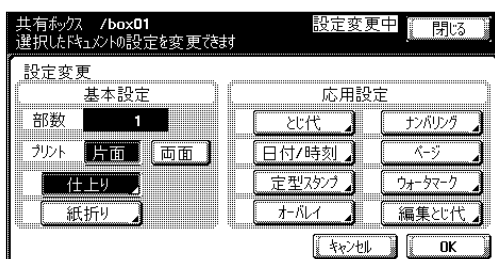 共有ボックス /box01 設定変更中 閉じる
選択したドキュメントの設定を変更できます
設定変更
基本設定 応用設定
部数 1 とじ代 ナンバリング
プリント 片面 両面 日付/時刻 ページ
仕上り 定型スタンプ ウォータマーク
紙折り オーバレイ 編集とじ代
キャンセル OK